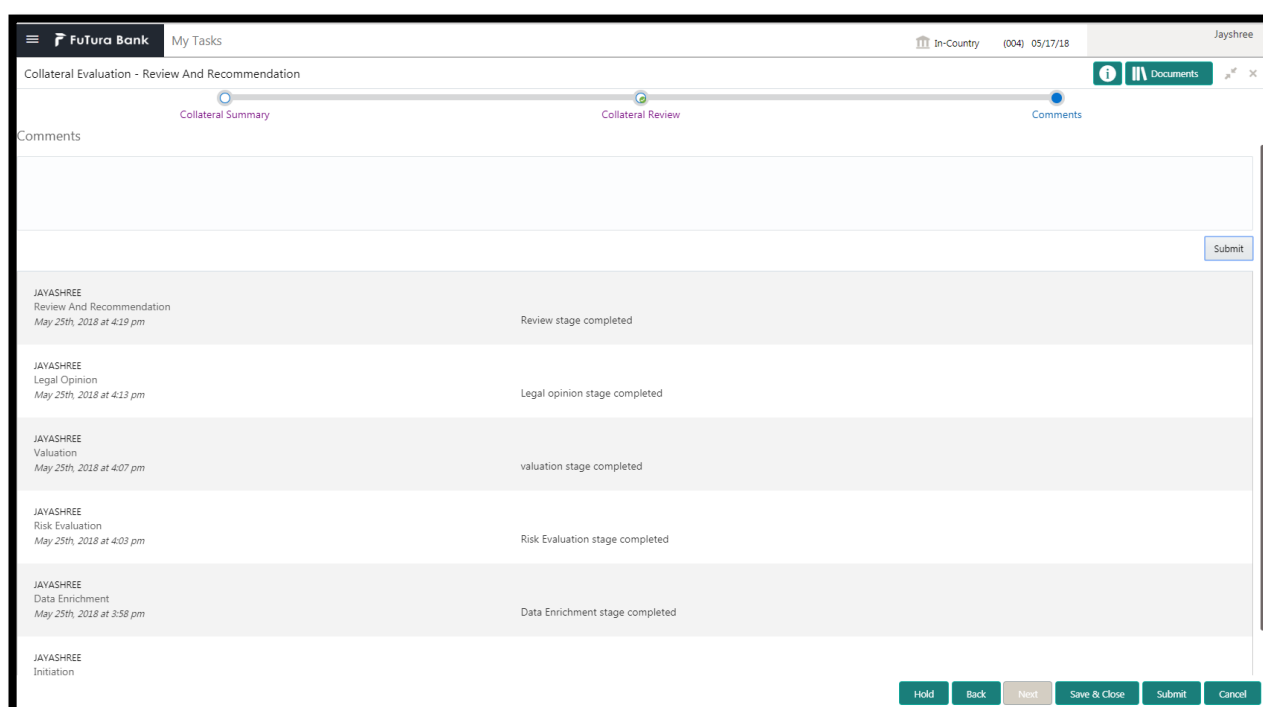 FuTura Bank My Tasks In-Country (004) 05/17/18 Jayshree
Collateral Evaluation - Review And Recommendation i Documents
Collateral Summary Collateral Review Comments
Comments
Submit
JAYASHREE
Review And Recommendation
May 25th, 2018 at 4:19 pm Review stage completed
JAYASHREE
Legal Opinion
May 25th, 2018 at 4:13 pm Legal opinion stage completed
JAYASHREE
Valuation
May 25th, 2018 at 4:07 pm valuation stage completed
JAYASHREE
Risk Evaluation
May 25th, 2018 at 4:03 pm Risk Evaluation stage completed
JAYASHREE
Data Enrichment
May 25th, 2018 at 3:58 pm Data Enrichment stage completed
JAYASHREE
Initiation
Hold Back Next Save & Close Submit Cancel